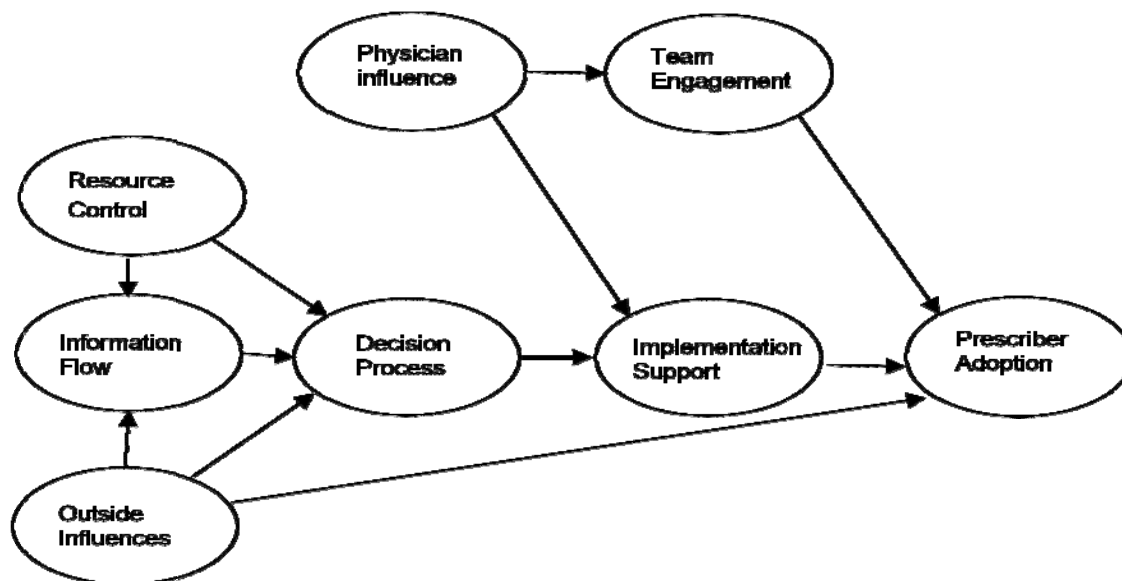 Physician
influence
Team
Engagement
Resource
Control
Information
Flow
Decision
Process
Implementation
Support
Prescriber
Adoption
Outside
Influences